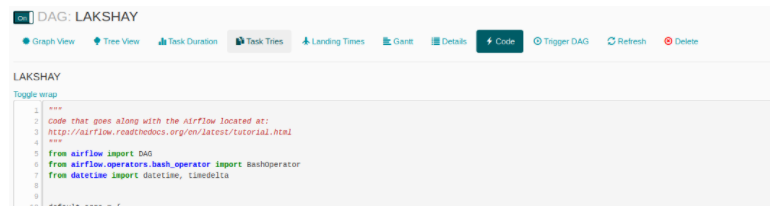 On DAG: LAKSHAY
Graph View Tree View Task Duration Task Tries Landing Times Gantt Details Code Trigger DAG Refresh Delete
LAKSHAY
Toggle wrap
1 """
2 Code that goes along with the Airflow located at:
3 http://airflow.readthedocs.org/en/latest/tutorial.html
4 """
5 from airflow import DAG
6 from airflow.operators.bash_operator import BashOperator
7 from datetime import datetime, timedelta
8
9